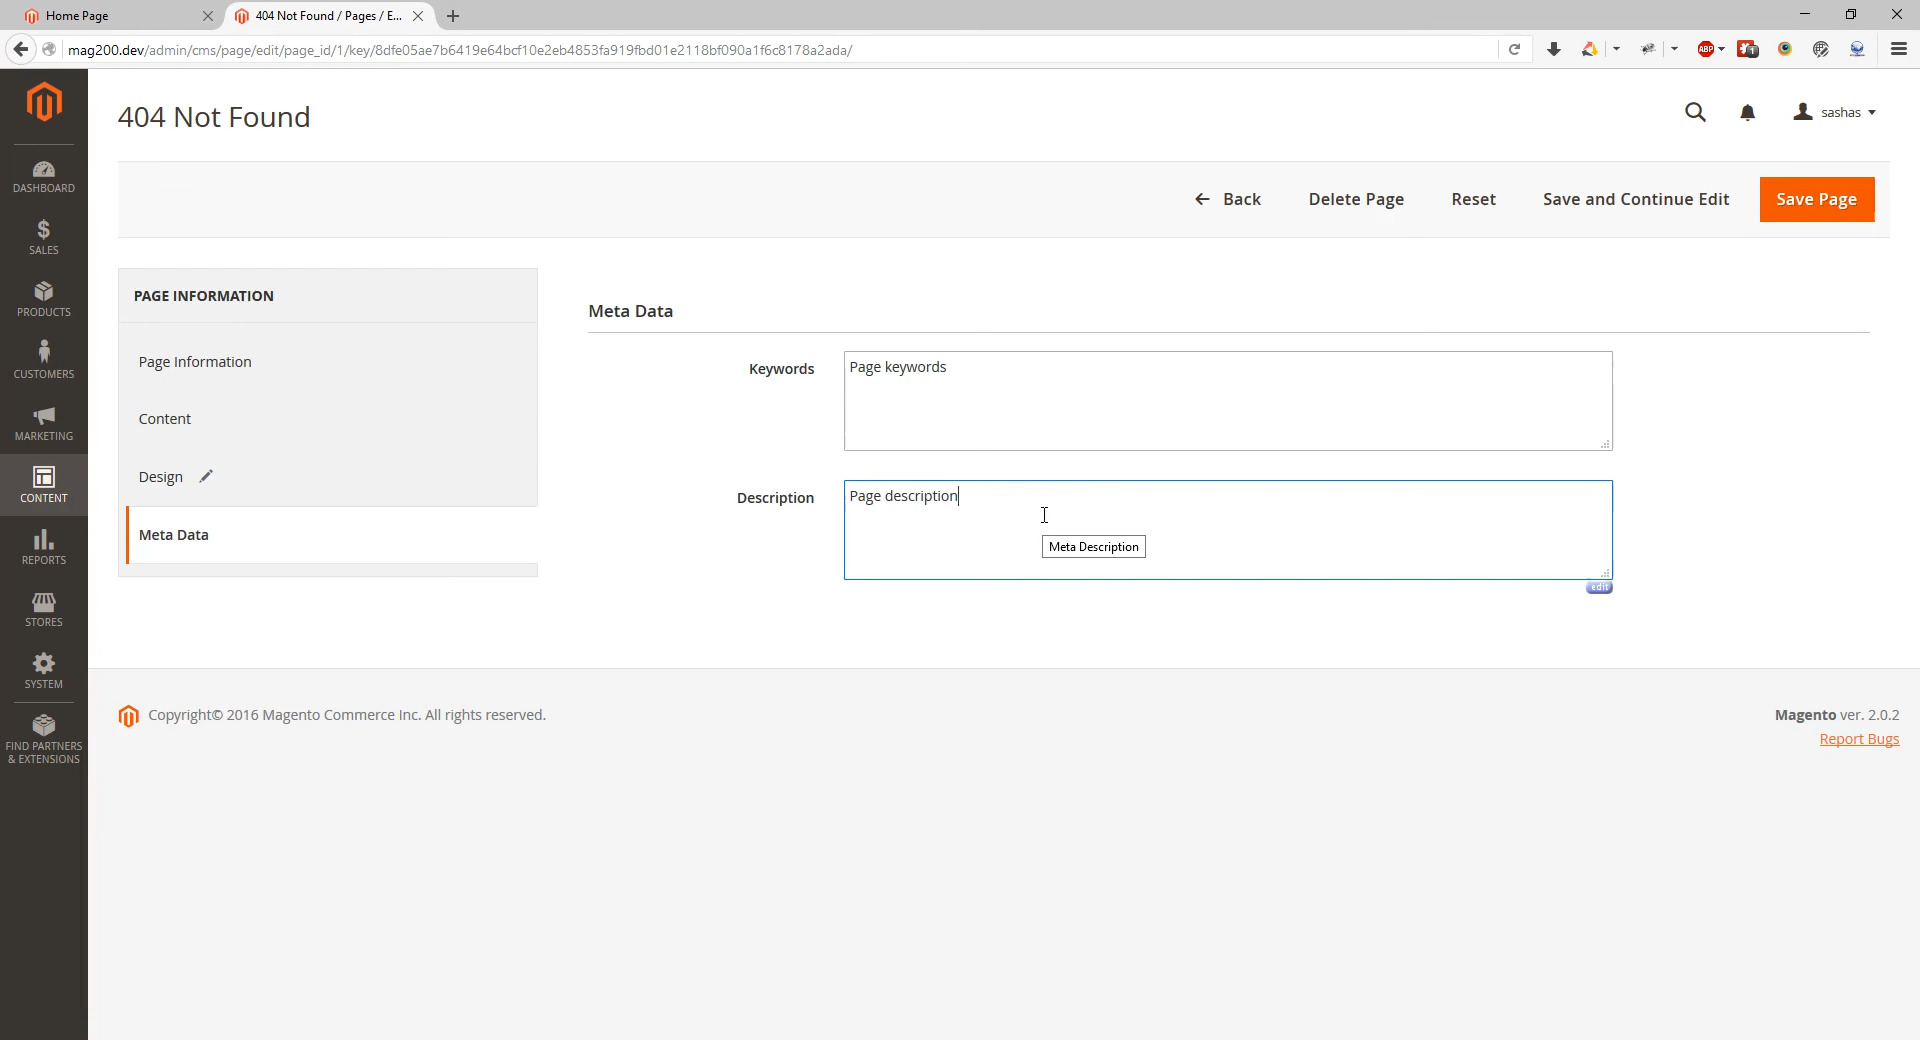 Home Page
404 Not Found / Pages / E...
mag200.dev/admin/cms/page/edit/page_id/1/key/8dfe05ae7b6419e64bcf10e2eb4853fa919fbd01e2118bf090a1f6c8178a2ada/
ABP
1
404 Not Found
sashas
Back
Delete Page
Reset
Save and Continue Edit
Save Page
DASHBOARD
$
SALES
PRODUCTS
CUSTOMERS
MARKETING
CONTENT
REPORTS
STORES
SYSTEM
FIND PARTNERS
& EXTENSIONS
PAGE INFORMATION
Page Information
Content
Design
Meta Data
Meta Data
Keywords
Page keywords
Description
Page description
Meta Description
edit
Copyright© 2016 Magento Commerce Inc. All rights reserved.
Magento ver. 2.0.2
Report Bugs